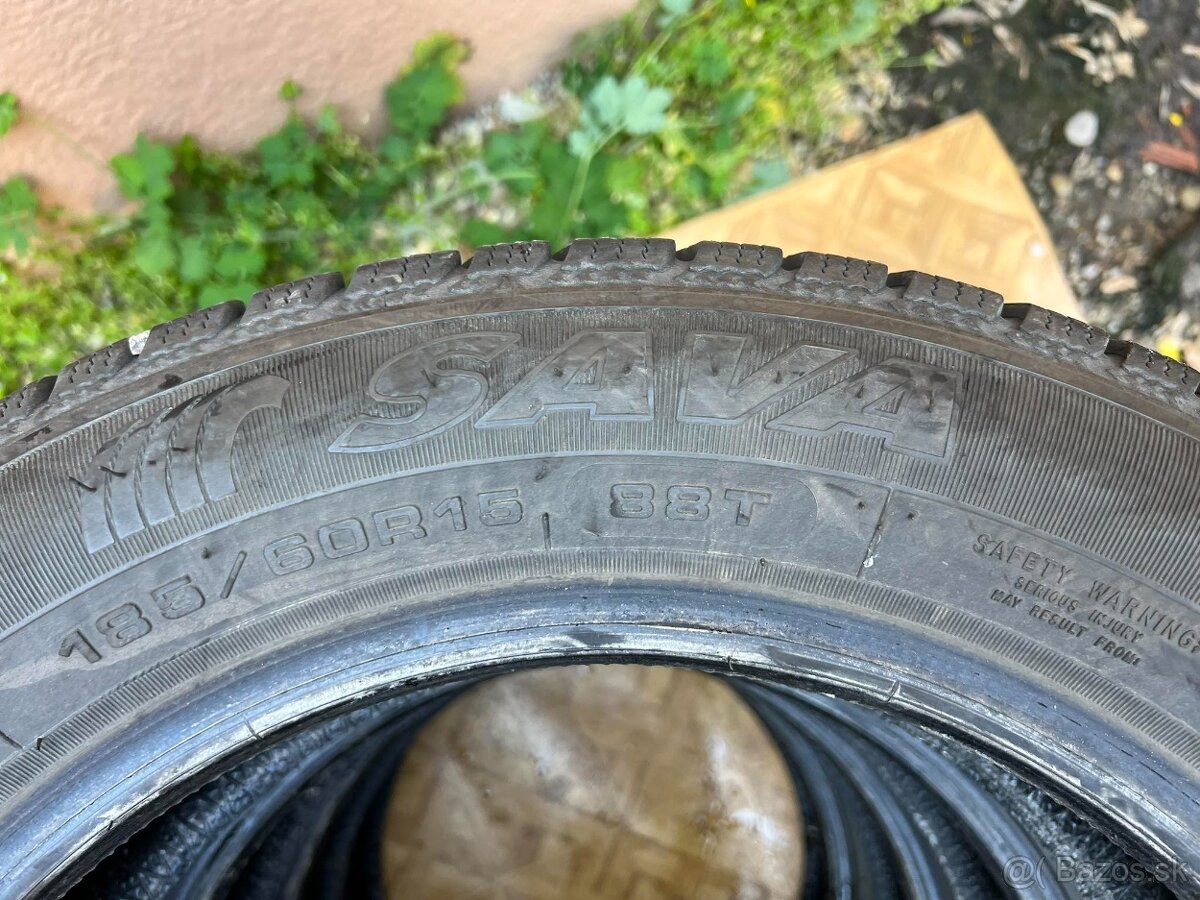 SAVA
185/60R15 88T
SAFETY WARNING!
SERIOUS INJURY
MAY RESULT FROM:
@ Bazos.sk